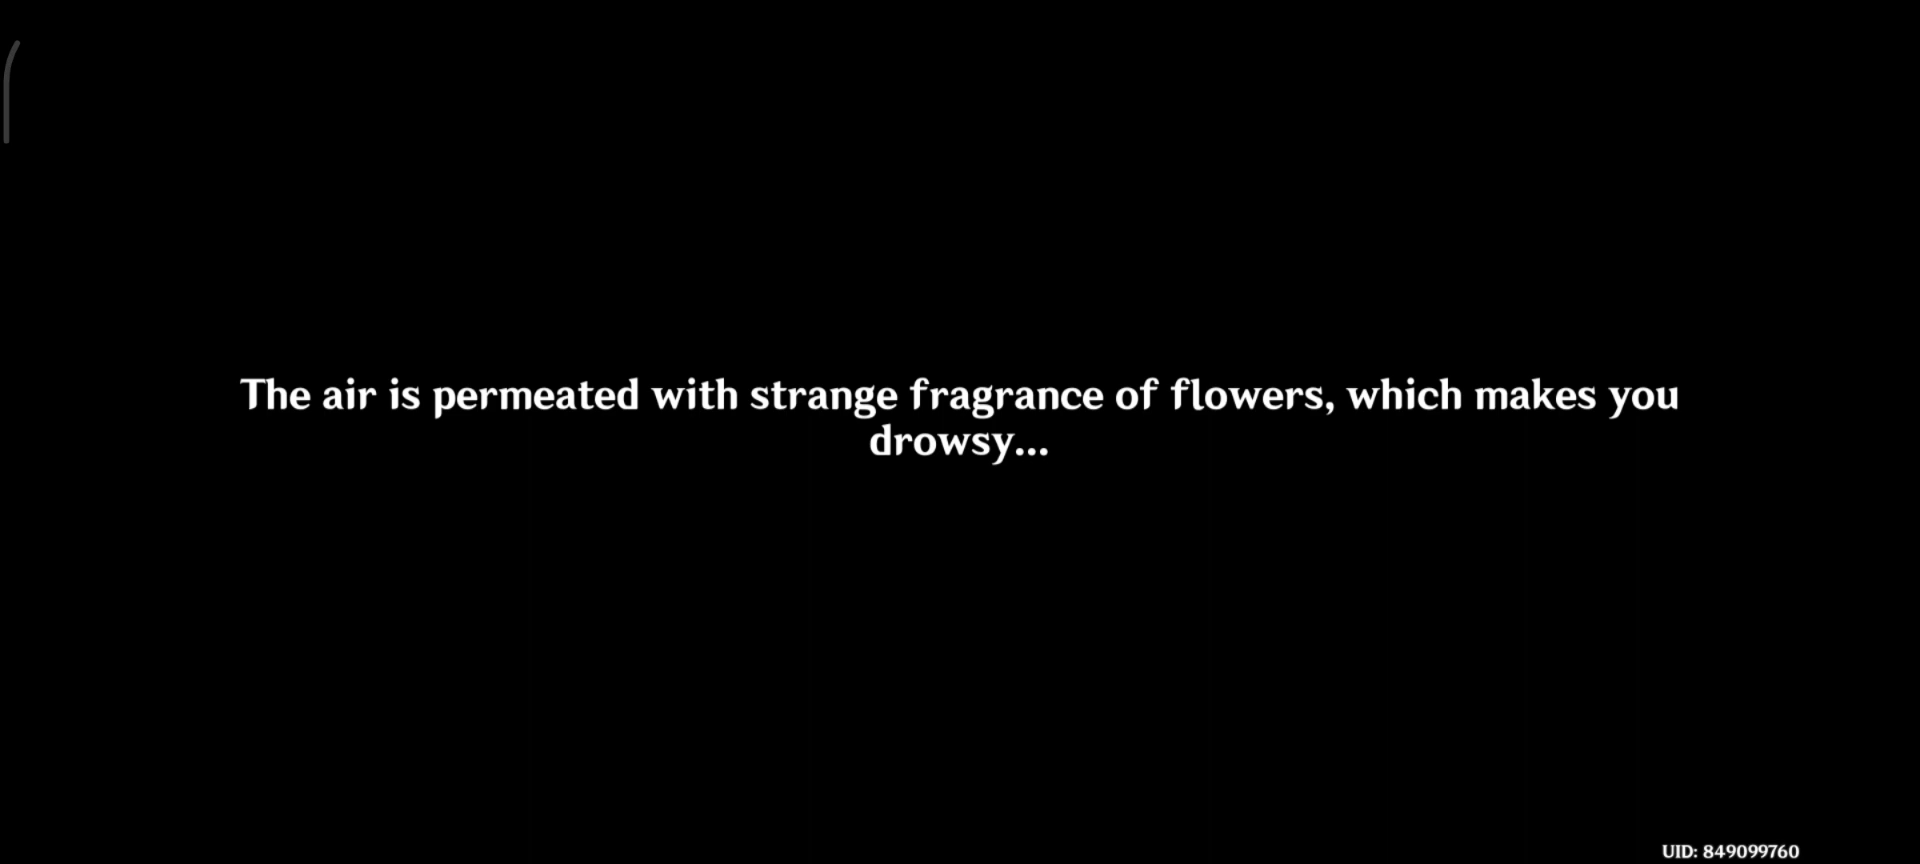 The air is permeated with strange fragrance of flowers, which makes you
drowsy...
UID: 849099760